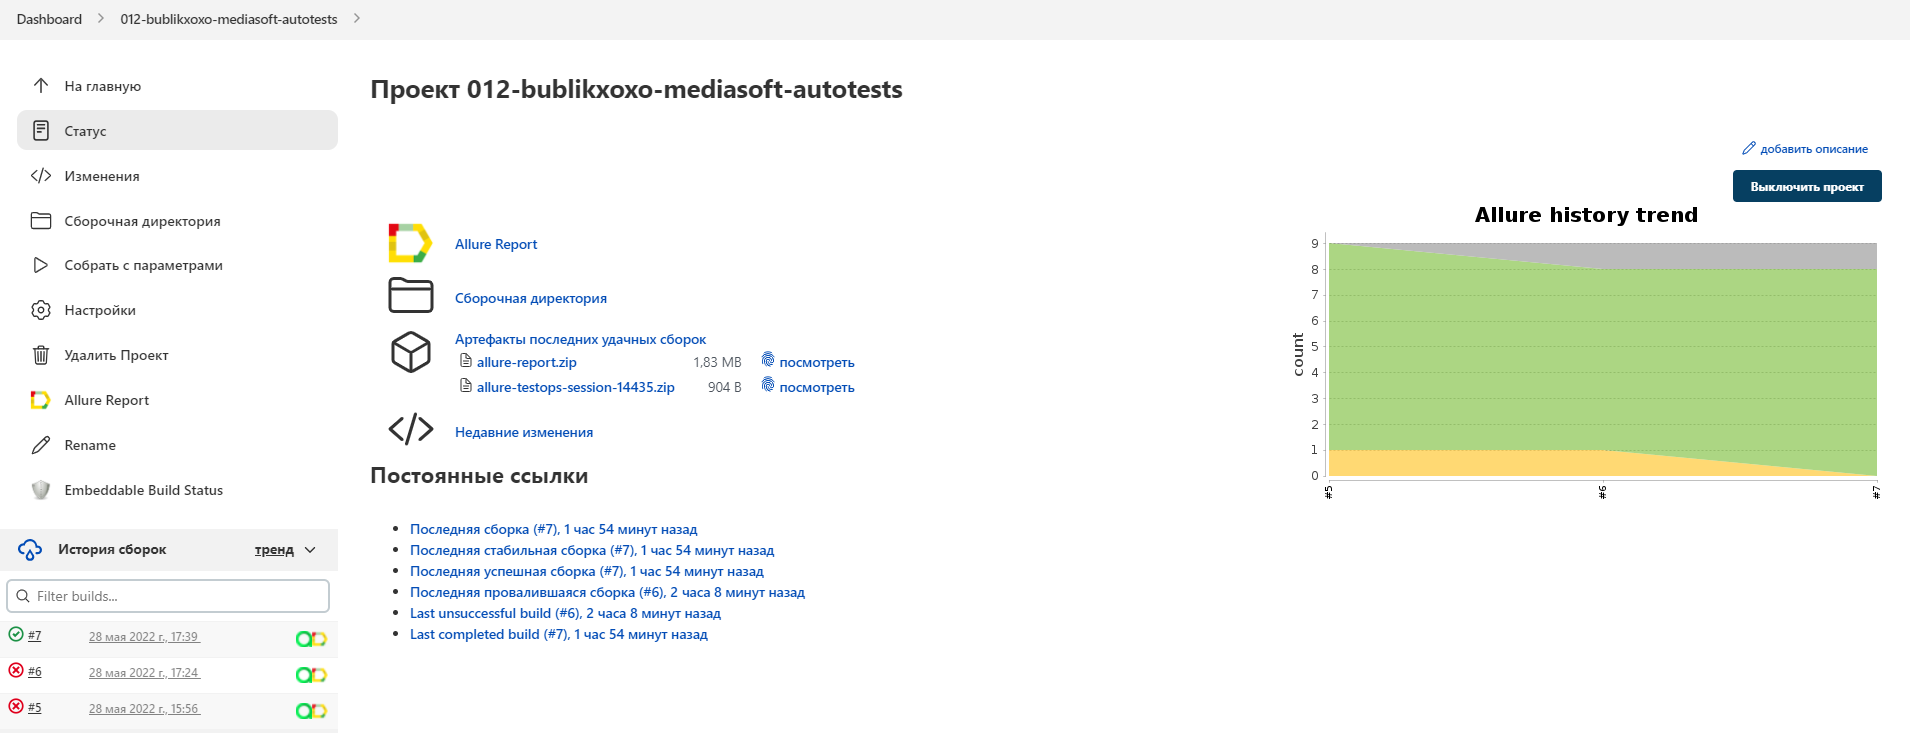 Dashboard
012-bublikxoxo-mediasoft-autotests
На главную
Статус
Изменения
Сборочная директория
Собрать с параметрами
Настройки
Удалить Проект
Allure Report
Rename
Embeddable Build Status
История сборок
тренд
Filter builds...
#7 28 мая 2022 г., 17:39
#6 28 мая 2022 г., 17:24
#5 28 мая 2022 г., 15:56
Проект 012-bublikxoxo-mediasoft-autotests
добавить описание
Выключить проект
Allure Report
Сборочная директория
Артефакты последних удачных сборок
allure-report.zip 1,83 MB посмотреть
allure-testops-session-14435.zip 904 B посмотреть
Недавние изменения
Постоянные ссылки
Последняя сборка (#7), 1 час 54 минут назад
Последняя стабильная сборка (#7), 1 час 54 минут назад
Последняя успешная сборка (#7), 1 час 54 минут назад
Последняя провалившаяся сборка (#6), 2 часа 8 минут назад
Last unsuccessful build (#6), 2 часа 8 минут назад
Last completed build (#7), 1 час 54 минут назад
Allure history trend
count
9
8
7
6
5
4
3
2
1
0
#5
#6
#7